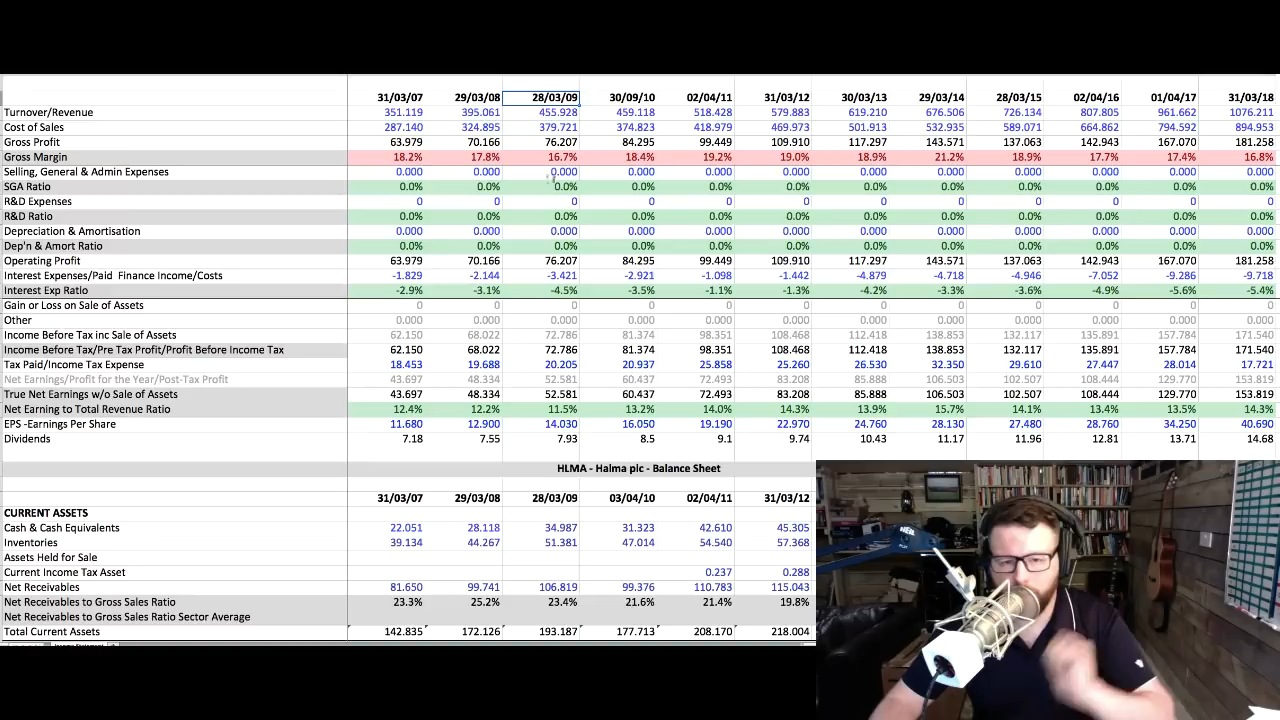 31/03/07 29/03/08 28/03/09 30/09/10 02/04/11 31/03/12 30/03/13 29/03/14 28/03/15 02/04/16 01/04/17 31/03/18
Turnover/Revenue 351.119 395.061 455.928 459.118 518.428 579.883 619.210 676.506 726.134 807.805 961.662 1076.211
Cost of Sales 287.140 324.895 379.721 374.823 418.979 469.973 501.913 532.935 589.071 664.862 794.592 894.953
Gross Profit 63.979 70.166 76.207 84.295 99.449 109.910 117.297 143.571 137.063 142.943 167.070 181.258
Gross Margin 18.2% 17.8% 16.7% 18.4% 19.2% 19.0% 18.9% 21.2% 18.9% 17.7% 17.4% 16.8%
Selling, General & Admin Expenses 0.000 0.000 0.000 0.000 0.000 0.000 0.000 0.000 0.000 0.000 0.000 0.000
SGA Ratio 0.0% 0.0% 0.0% 0.0% 0.0% 0.0% 0.0% 0.0% 0.0% 0.0% 0.0% 0.0%
R&D Expenses 0 0 0 0 0 0 0 0 0 0 0 0
R&D Ratio 0.0% 0.0% 0.0% 0.0% 0.0% 0.0% 0.0% 0.0% 0.0% 0.0% 0.0% 0.0%
Depreciation & Amortisation 0.000 0.000 0.000 0.000 0.000 0.000 0.000 0.000 0.000 0.000 0.000 0.000
Dep'n & Amort Ratio 0.0% 0.0% 0.0% 0.0% 0.0% 0.0% 0.0% 0.0% 0.0% 0.0% 0.0% 0.0%
Operating Profit 63.979 70.166 76.207 84.295 99.449 109.910 117.297 143.571 137.063 142.943 167.070 181.258
Interest Expenses/Paid Finance Income/Costs -1.829 -2.144 -3.421 -2.921 -1.098 -1.442 -4.879 -4.718 -4.946 -7.052 -9.286 -9.718
Interest Exp Ratio -2.9% -3.1% -4.5% -3.5% -1.1% -1.3% -4.2% -3.3% -3.6% -4.9% -5.6% -5.4%
Gain or Loss on Sale of Assets 0 0 0 0 0 0 0 0 0 0 0 0
Other 0.000 0.000 0.000 0.000 0.000 0.000 0.000 0.000 0.000 0.000 0.000 0.000
Income Before Tax inc Sale of Assets 62.150 68.022 72.786 81.374 98.351 108.468 112.418 138.853 132.117 135.891 157.784 171.540
Income Before Tax/Pre Tax Profit/Profit Before Income Tax 62.150 68.022 72.786 81.374 98.351 108.468 112.418 138.853 132.117 135.891 157.784 171.540
Tax Paid/Income Tax Expense 18.453 19.688 20.205 20.937 25.858 25.260 26.530 32.350 29.610 27.447 28.014 17.721
Net Earnings/Profit for the Year/Post-Tax Profit 43.697 48.334 52.581 60.437 72.493 83.208 85.888 106.503 102.507 108.444 129.770 153.819
True Net Earnings w/o Sale of Assets 43.697 48.334 52.581 60.437 72.493 83.208 85.888 106.503 102.507 108.444 129.770 153.819
Net Earning to Total Revenue Ratio 12.4% 12.2% 11.5% 13.2% 14.0% 14.3% 13.9% 15.7% 14.1% 13.4% 13.5% 14.3%
EPS -Earnings Per Share 11.680 12.900 14.030 16.050 19.190 22.970 24.760 28.130 27.480 28.760 34.250 40.690
Dividends 7.18 7.55 7.93 8.5 9.1 9.74 10.43 11.17 11.96 12.81 13.71 14.68
HLMA - Halma plc - Balance Sheet
31/03/07 29/03/08 28/03/09 03/04/10 02/04/11 31/03/12
CURRENT ASSETS
Cash & Cash Equivalents 22.051 28.118 34.987 31.323 42.610 45.305
Inventories 39.134 44.267 51.381 47.014 54.540 57.368
Assets Held for Sale
Current Income Tax Asset 0.237 0.288
Net Receivables 81.650 99.741 106.819 99.376 110.783 115.043
Net Receivables to Gross Sales Ratio 23.3% 25.2% 23.4% 21.6% 21.4% 19.8%
Net Receivables to Gross Sales Ratio Sector Average
Total Current Assets 142.835 172.126 193.187 177.713 208.170 218.004